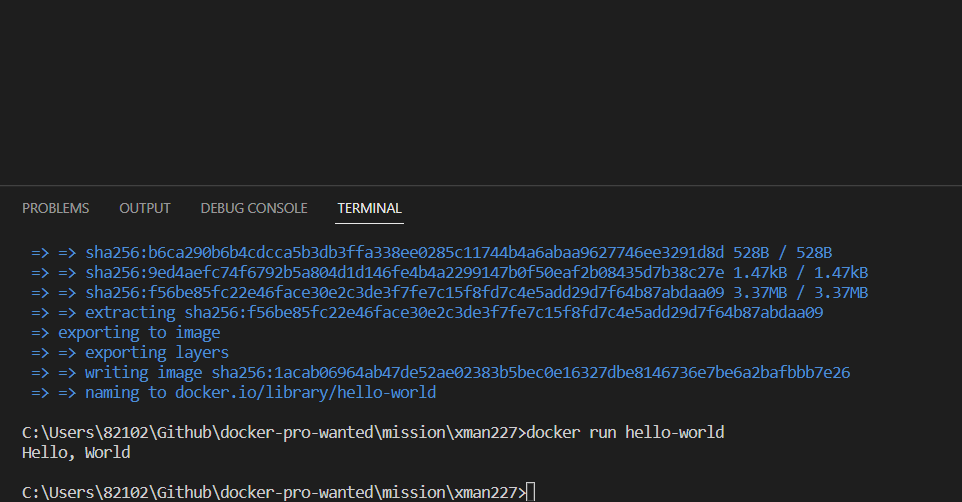 PROBLEMS OUTPUT DEBUG CONSOLE TERMINAL
=> => sha256:b6ca290b6b4cdcca5b3db3ffa338ee0285c11744b4a6abaa9627746ee3291d8d 528B / 528B
=> => sha256:9ed4aefc74f6792b5a804d1d146fe4b4a2299147b0f50eaf2b08435d7b38c27e 1.47kB / 1.47kB
=> => sha256:f56be85fc22e46face30e2c3de3f7fe7c15f8fd7c4e5add29d7f64b87abdaa09 3.37MB / 3.37MB
=> => extracting sha256:f56be85fc22e46face30e2c3de3f7fe7c15f8fd7c4e5add29d7f64b87abdaa09
=> exporting to image
=> => exporting layers
=> => writing image sha256:1acab06964ab47de52ae02383b5bec0e16327dbe8146736e7be6a2bafbbb7e26
=> => naming to docker.io/library/hello-world
C:\Users\82102\Github\docker-pro-wanted\mission\xman227>docker run hello-world
Hello, World
C:\Users\82102\Github\docker-pro-wanted\mission\xman227>